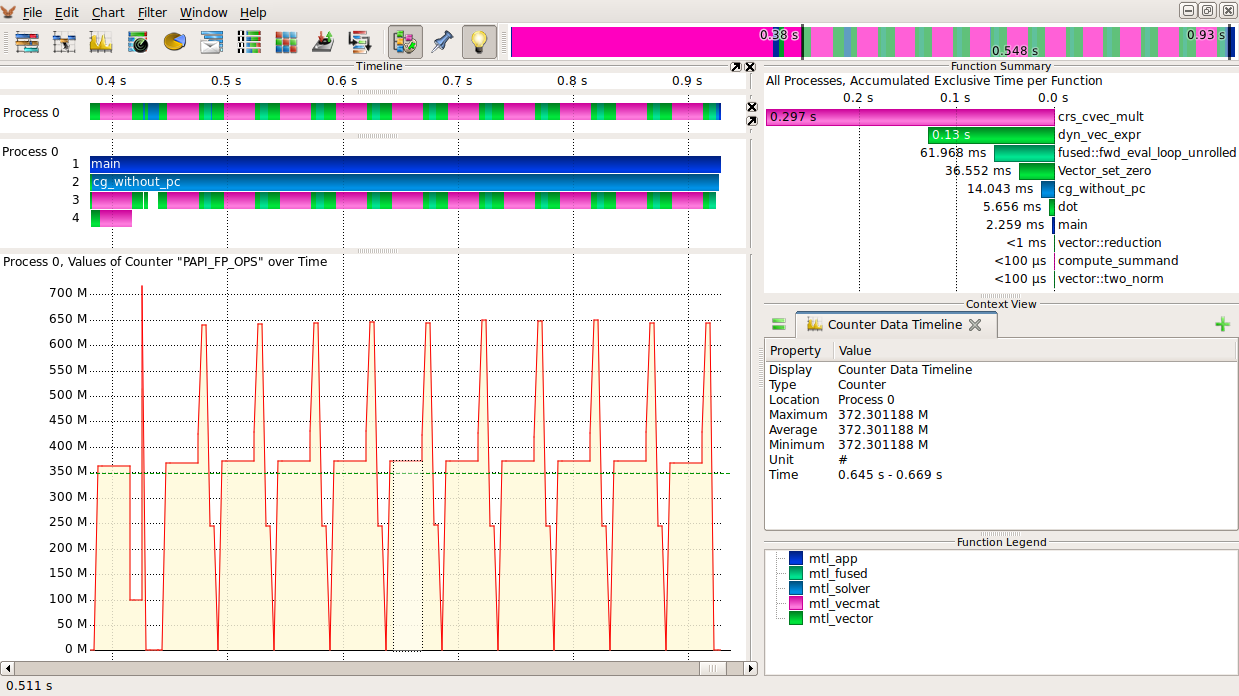 File Edit Chart Filter Window Help
0.38 s 0.548 s 0.93 s
Timeline
0.4 s 0.5 s 0.6 s 0.7 s 0.8 s 0.9 s
Process 0
Process 0
1 main
2 cg_without_pc
3
4
Process 0, Values of Counter "PAPI_FP_OPS" over Time
700 M
650 M
600 M
550 M
500 M
450 M
400 M
350 M
300 M
250 M
200 M
150 M
100 M
50 M
0 M
0.511 s
Function Summary
All Processes, Accumulated Exclusive Time per Function
0.2 s 0.1 s 0.0 s
0.297 s crs_cvec_mult
0.13 s dyn_vec_expr
61.968 ms fused::fwd_eval_loop_unrolled
36.552 ms Vector_set_zero
14.043 ms cg_without_pc
5.656 ms dot
2.259 ms main
<1 ms vector::reduction
<100 µs compute_summand
<100 µs vector::two_norm
Context View
Counter Data Timeline
Property Value
Display Counter Data Timeline
Type Counter
Location Process 0
Maximum 372.301188 M
Average 372.301188 M
Minimum 372.301188 M
Unit #
Time 0.645 s - 0.669 s
Function Legend
mtl_app
mtl_fused
mtl_solver
mtl_vecmat
mtl_vector